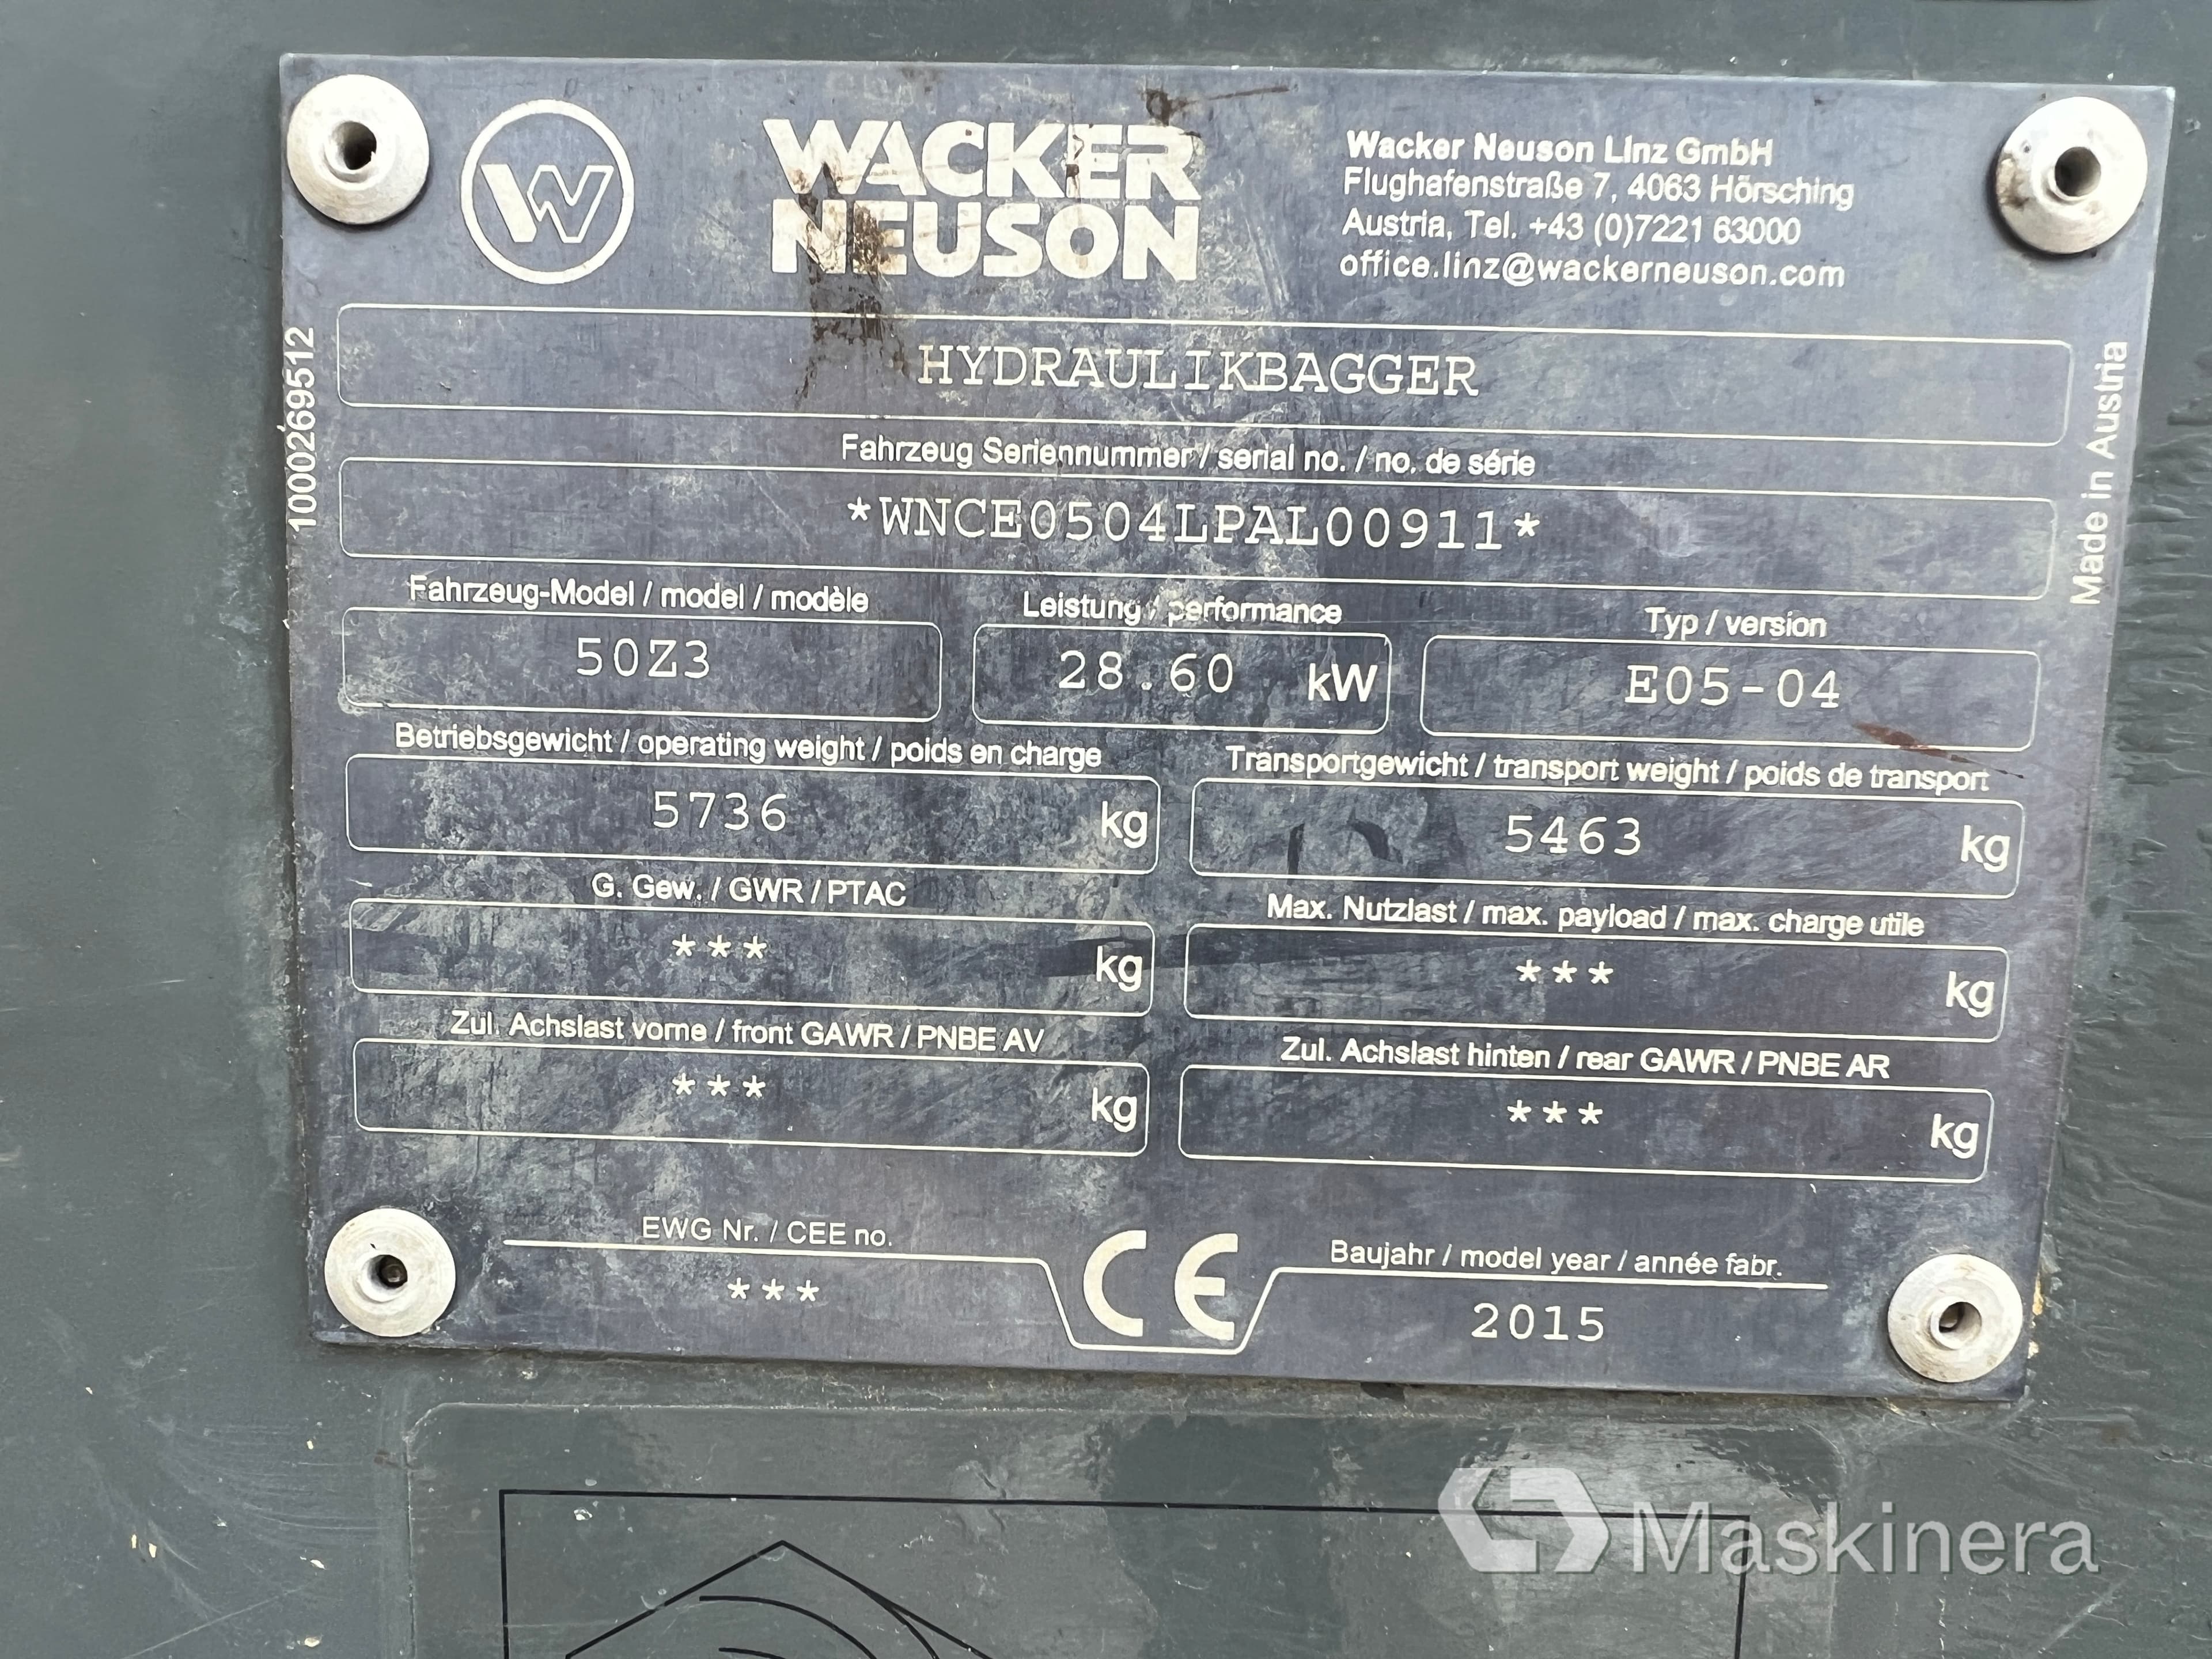 W
WACKER
NEUSON
Wacker Neuson Linz GmbH
Flughafenstraße 7, 4063 Hörsching
Austria, Tel. +43 (0)7221 63000
office.linz@wackerneuson.com
1000269512
HYDRAULIKBAGGER
Made in Austria
Fahrzeug Seriennummer / serial no. / no. de série
*WNCE0504LPAL00911*
Fahrzeug-Model / model / modèle
50Z3
Leistung / performance
28.60 kW
Typ / version
E05-04
Betriebsgewicht / operating weight / poids en charge
5736 kg
Transportgewicht / transport weight / poids de transport
5463 kg
G. Gew. / GWR / PTAC
*** kg
Max. Nutzlast / max. payload / max. charge utile
*** kg
Zul. Achslast vorne / front GAWR / PNBE AV
*** kg
Zul. Achslast hinten / rear GAWR / PNBE AR
*** kg
EWG Nr. / CEE no.
***
CE
Baujahr / model year / année fabr.
2015
Maskinera